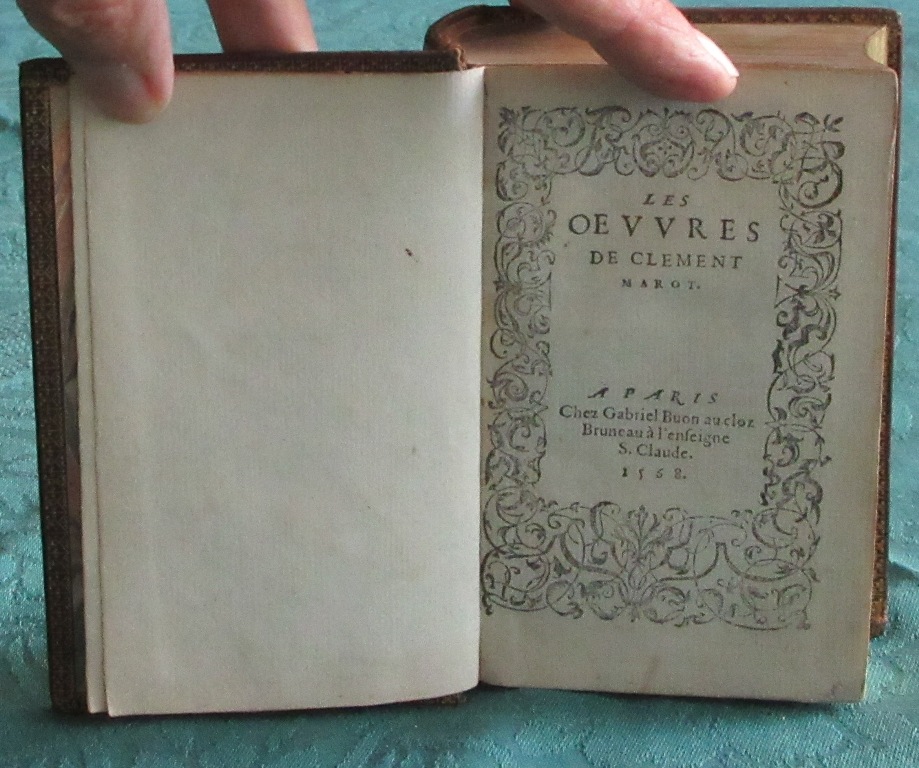 LES
OEVVRES
DE CLEMENT
MAROT.
A PARIS
Chez Gabriel Buon au cloz
Bruneau à l'enſeigne
S. Claude.
1568.